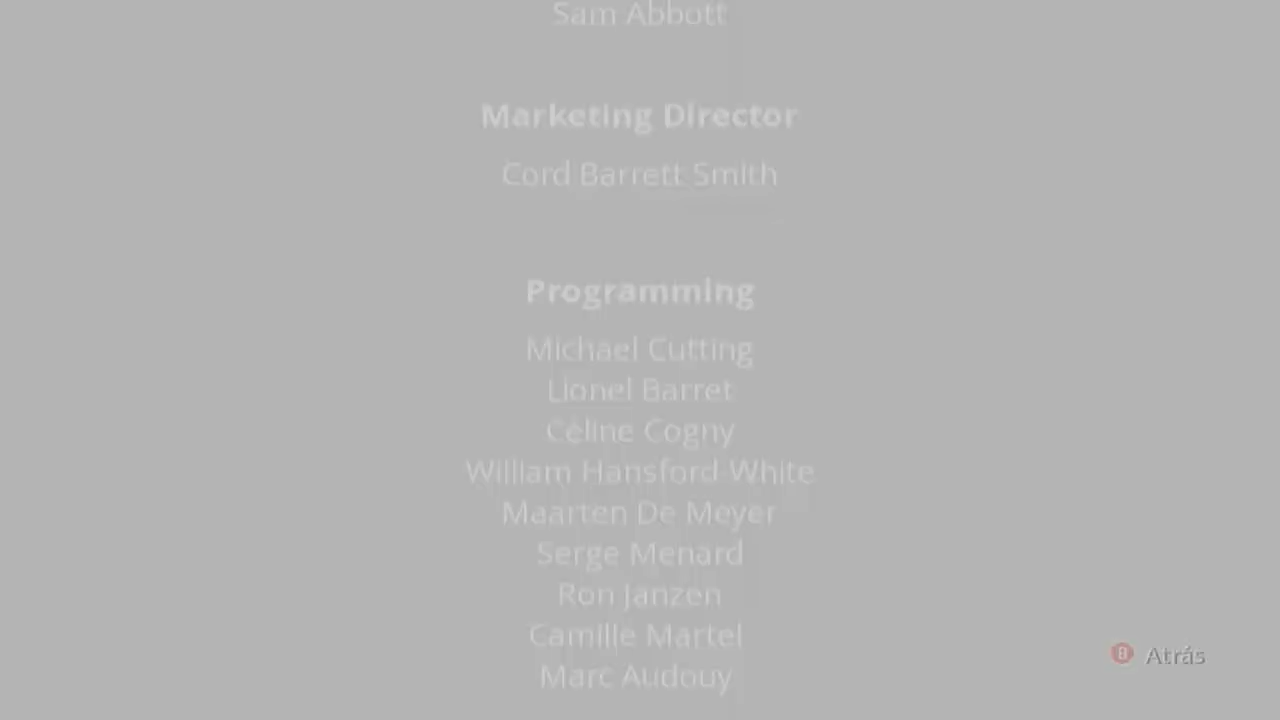 Sam Abbott
Marketing Director
Cord Barrett Smith
Programming
Michael Cutting
Lionel Barret
Céline Cogny
William Hansford-White
Maarten De Meyer
Serge Menard
Ron Janzen
Camille Martel
Marc Audouy
B Atrás